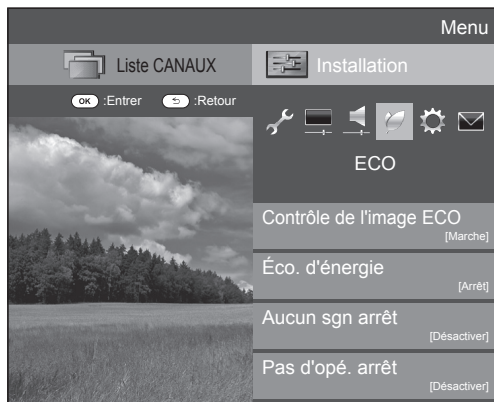 Menu
Liste CANAUX
Installation
OK :Entrer :Retour
ECO
Contrôle de l'image ECO
[Marche]
Éco. d'énergie
[Arrêt]
Aucun sgn arrêt
[Désactiver]
Pas d'opé. arrêt
[Désactiver]